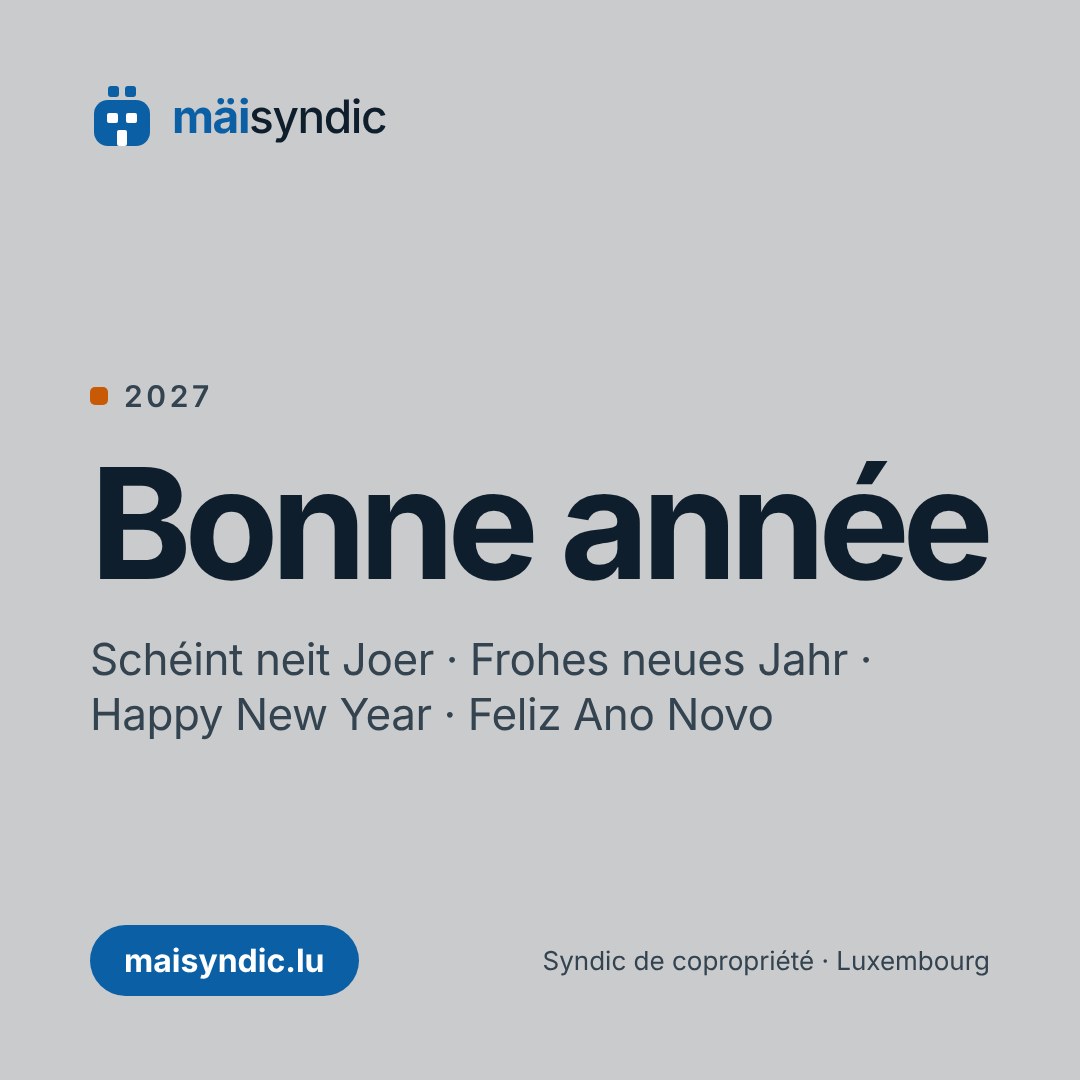 mäisyndic
2027
Bonne année
Schéint neit Joer · Frohes neues Jahr ·
Happy New Year · Feliz Ano Novo
maisyndic.lu
Syndic de copropriété · Luxembourg